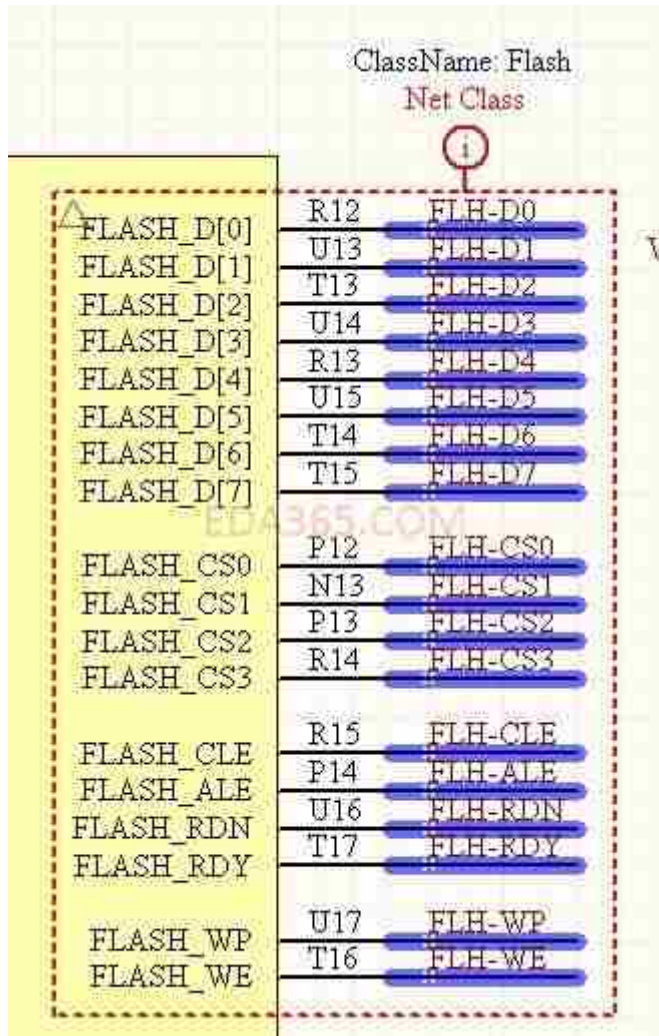 ClassName: Flash
Net Class
i
FLASH_D[0] R12 FLH-D0
FLASH_D[1] U13 FLH-D1
FLASH_D[2] T13 FLH-D2
FLASH_D[3] U14 FLH-D3
FLASH_D[4] R13 FLH-D4
FLASH_D[5] U15 FLH-D5
FLASH_D[6] T14 FLH-D6
FLASH_D[7] T15 FLH-D7
EDA365.COM
FLASH_CS0 P12 FLH-CS0
FLASH_CS1 N13 FLH-CS1
FLASH_CS2 P13 FLH-CS2
FLASH_CS3 R14 FLH-CS3
FLASH_CLE R15 FLH-CLE
FLASH_ALE P14 FLH-ALE
FLASH_RDN U16 FLH-RDN
FLASH_RDY T17 FLH-RDY
FLASH_WP U17 FLH-WP
FLASH_WE T16 FLH-WE